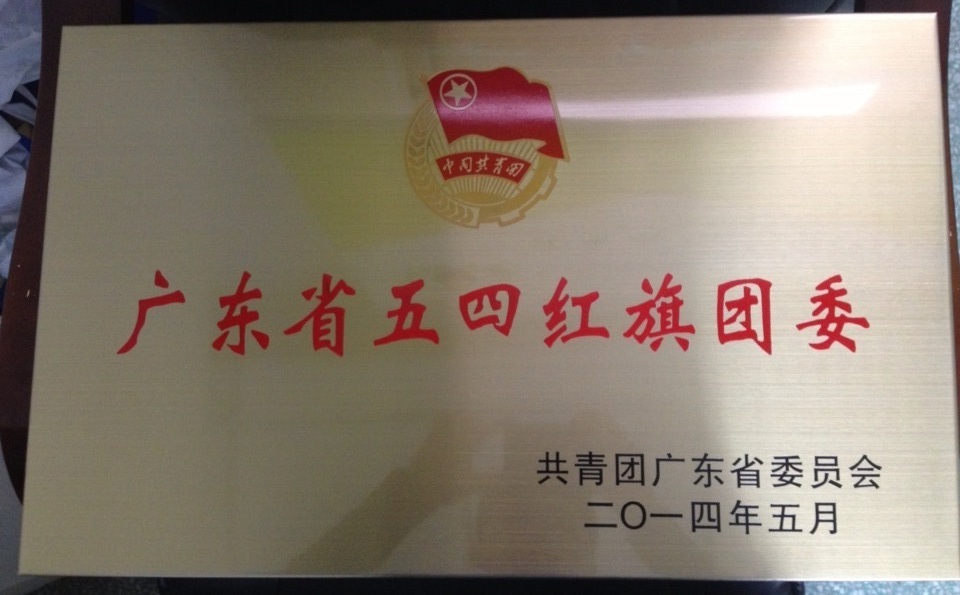 中国共青团
广东省五四红旗团委
共青团广东省委员会
二〇一四年五月